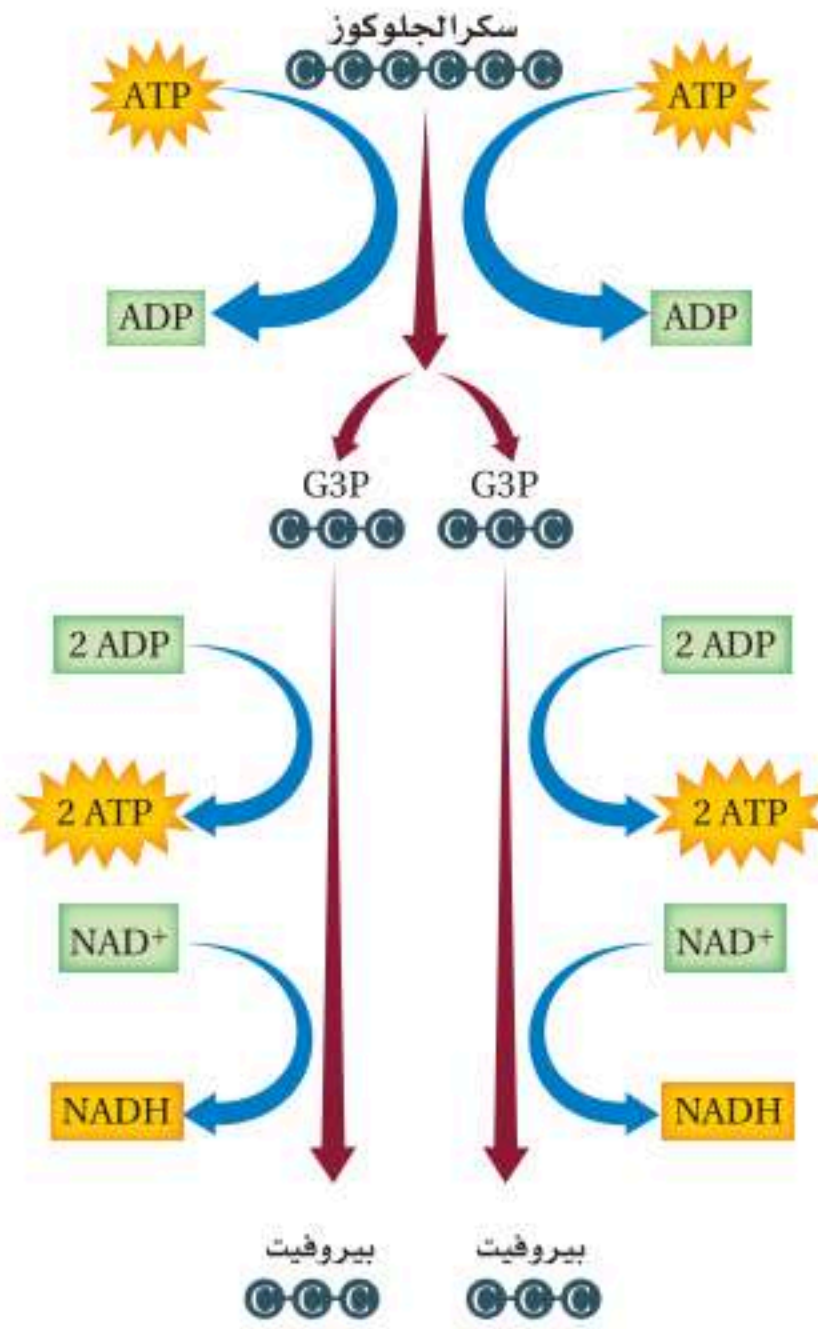 سكر الجلوكوز
C-C-C-C-C-C
ATP ATP
ADP ADP
G3P G3P
C-C-C C-C-C
2 ADP 2 ADP
2 ATP 2 ATP
NAD⁺ NAD⁺
NADH NADH
بيروفيت بيروفيت
C-C-C C-C-C